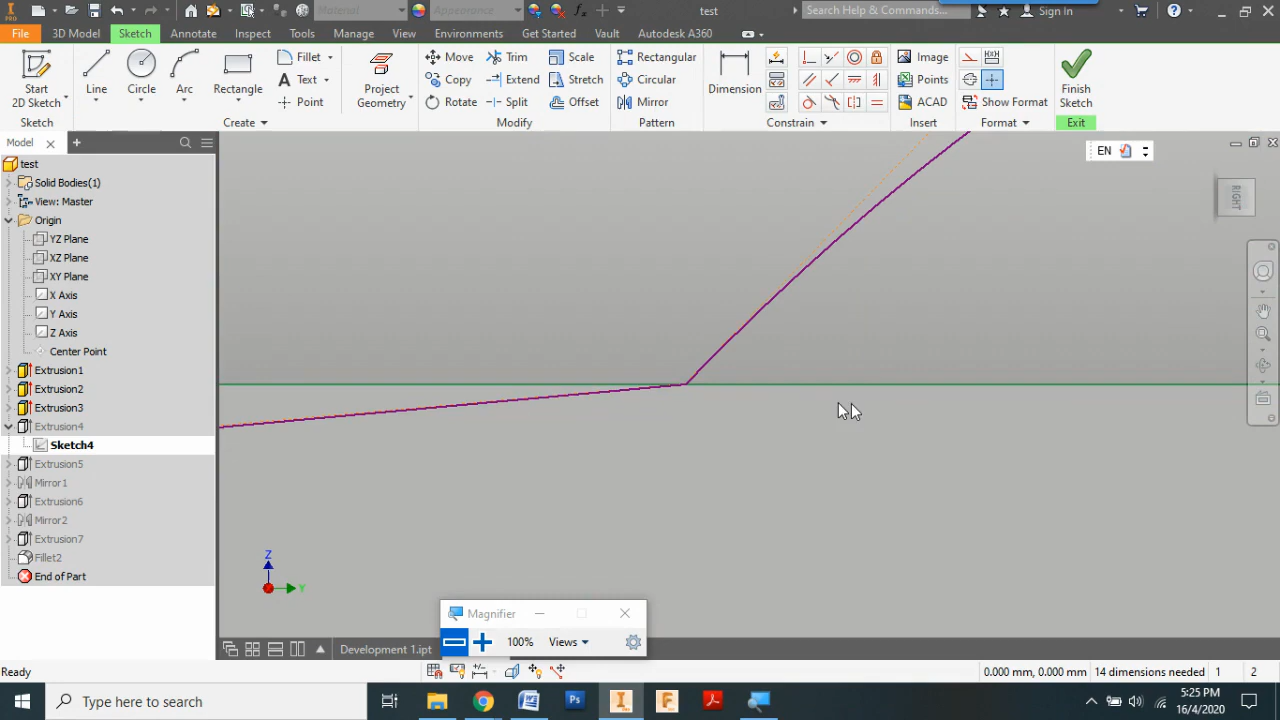 PRO
Material
Appearance
fx
test
Search Help & Commands...
Sign In
File
3D Model
Sketch
Annotate
Inspect
Tools
Manage
View
Environments
Get Started
Vault
Autodesk A360
Start
2D Sketch
Line
Circle
Arc
Rectangle
Fillet
Text
Point
Project
Geometry
Move
Copy
Rotate
Trim
Extend
Split
Scale
Stretch
Offset
Rectangular
Circular
Mirror
Dimension
Image
Points
ACAD
Show Format
Finish
Sketch
Sketch
Create
Modify
Pattern
Constrain
Insert
Format
Exit
Model
test
Solid Bodies(1)
View: Master
Origin
YZ Plane
XZ Plane
XY Plane
X Axis
Y Axis
Z Axis
Center Point
Extrusion1
Extrusion2
Extrusion3
Extrusion4
Sketch4
Extrusion5
Mirror1
Extrusion6
Mirror2
Extrusion7
Fillet2
End of Part
EN
RIGHT
Z
Y
Magnifier
100%
Views
Development 1.ipt
Ready
0.000 mm, 0.000 mm
14 dimensions needed
1
2
Type here to search
5:25 PM
16/4/2020